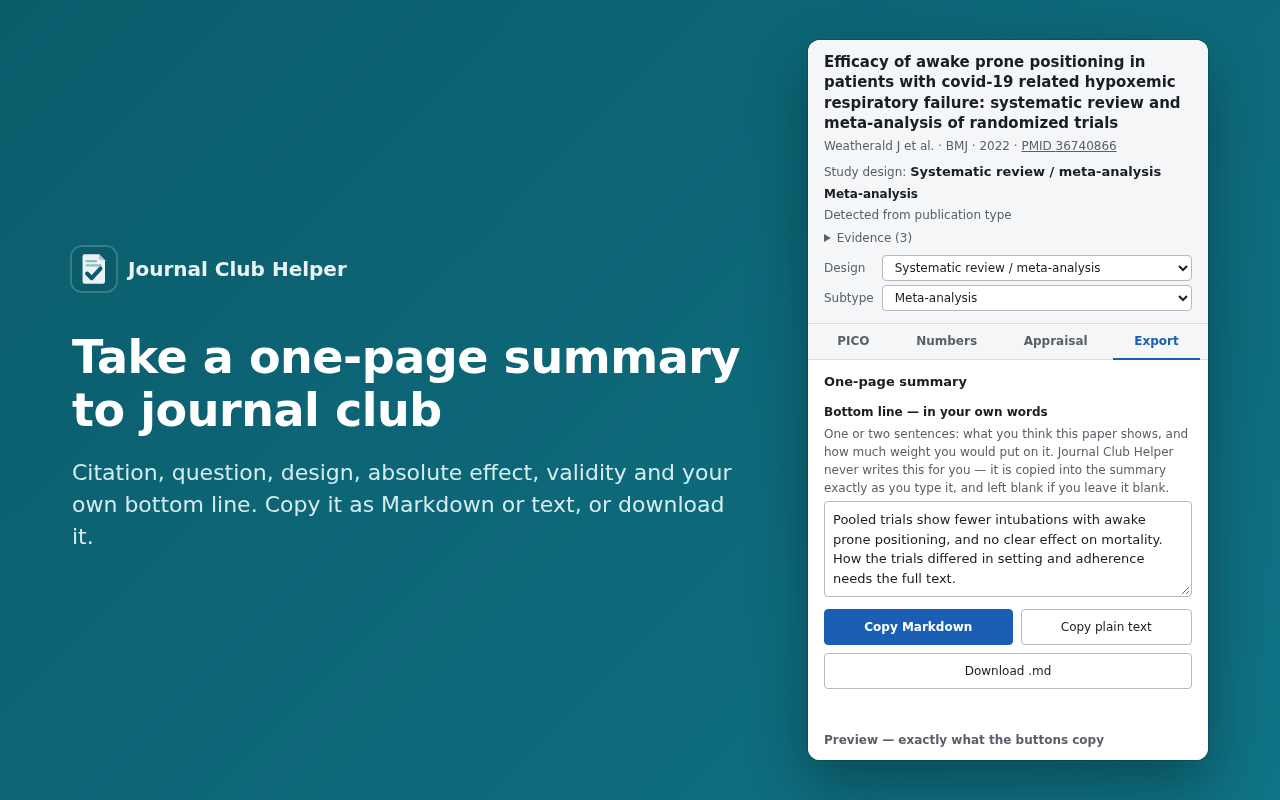 Journal Club Helper
Take a one-page summary
to journal club
Citation, question, design, absolute effect, validity and your
own bottom line. Copy it as Markdown or text, or download
it.
Efficacy of awake prone positioning in
patients with covid-19 related hypoxemic
respiratory failure: systematic review and
meta-analysis of randomized trials
Weatherald J et al. · BMJ · 2022 · PMID 36740866
Study design: Systematic review / meta-analysis
Meta-analysis
Detected from publication type
Evidence (3)
Design Systematic review / meta-analysis
Subtype Meta-analysis
PICO Numbers Appraisal Export
One-page summary
Bottom line — in your own words
One or two sentences: what you think this paper shows, and
how much weight you would put on it. Journal Club Helper
never writes this for you — it is copied into the summary
exactly as you type it, and left blank if you leave it blank.
Pooled trials show fewer intubations with awake
prone positioning, and no clear effect on mortality.
How the trials differed in setting and adherence
needs the full text.
Copy Markdown Copy plain text
Download .md
Preview — exactly what the buttons copy